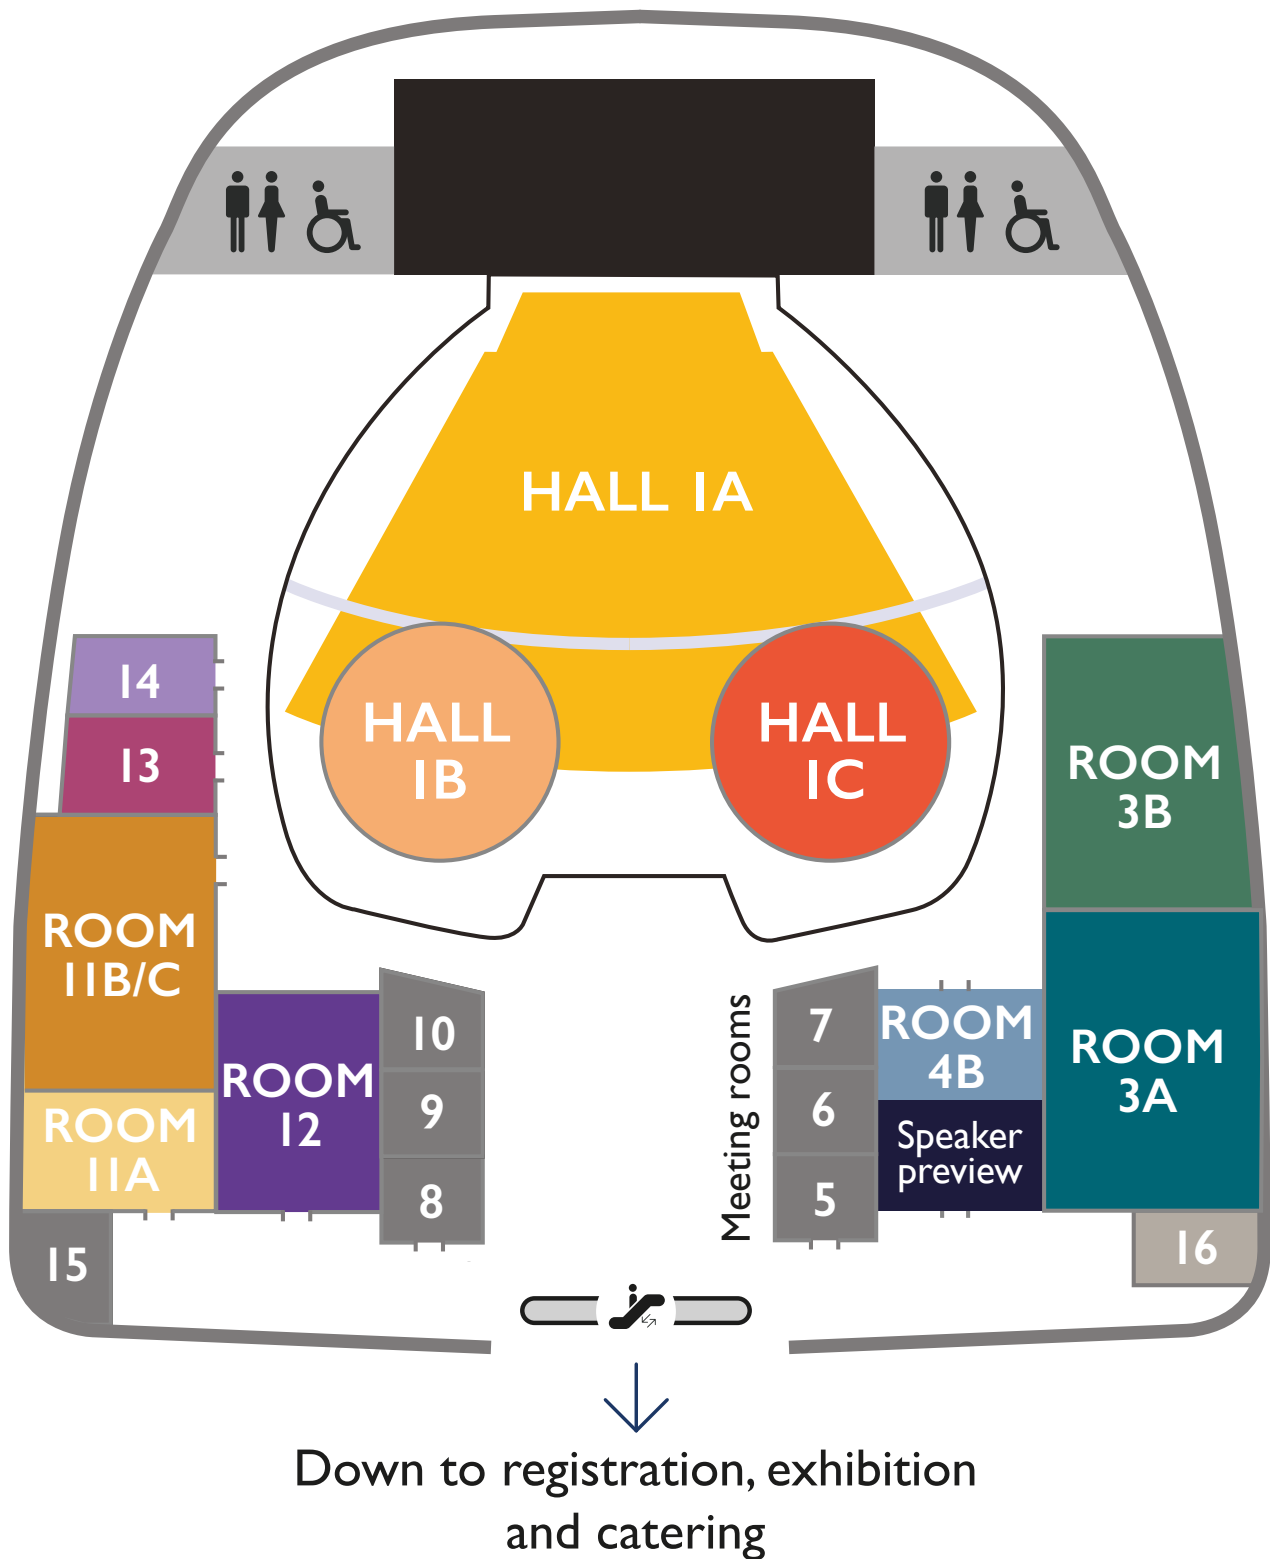 HALL 1A
HALL
1B
HALL
1C
14
13
ROOM
11B/C
ROOM
11A
15
ROOM
12
10
9
8
Meeting rooms
7
6
5
ROOM
4B
Speaker
preview
ROOM
3B
ROOM
3A
16
Down to registration, exhibition
and catering